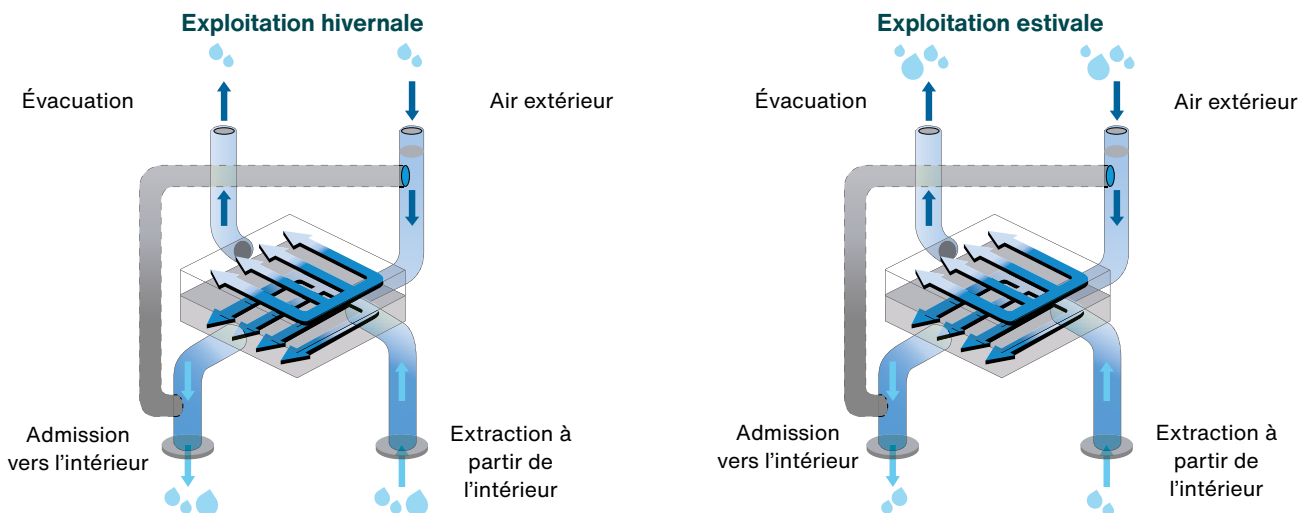 Exploitation hivernale
Évacuation
Air extérieur
Admission
vers l'intérieur
Extraction à
partir de
l'intérieur
Exploitation estivale
Évacuation
Air extérieur
Admission
vers l'intérieur
Extraction à
partir de
l'intérieur